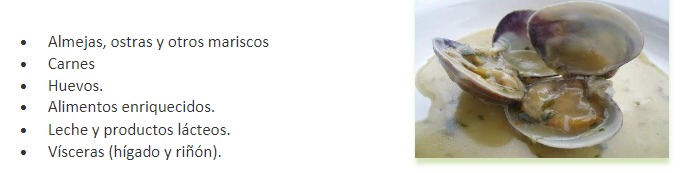 • Almejas, ostras y otros mariscos
• Carnes
• Huevos.
• Alimentos enriquecidos.
• Leche y productos lácteos.
• Vísceras (hígado y riñón).